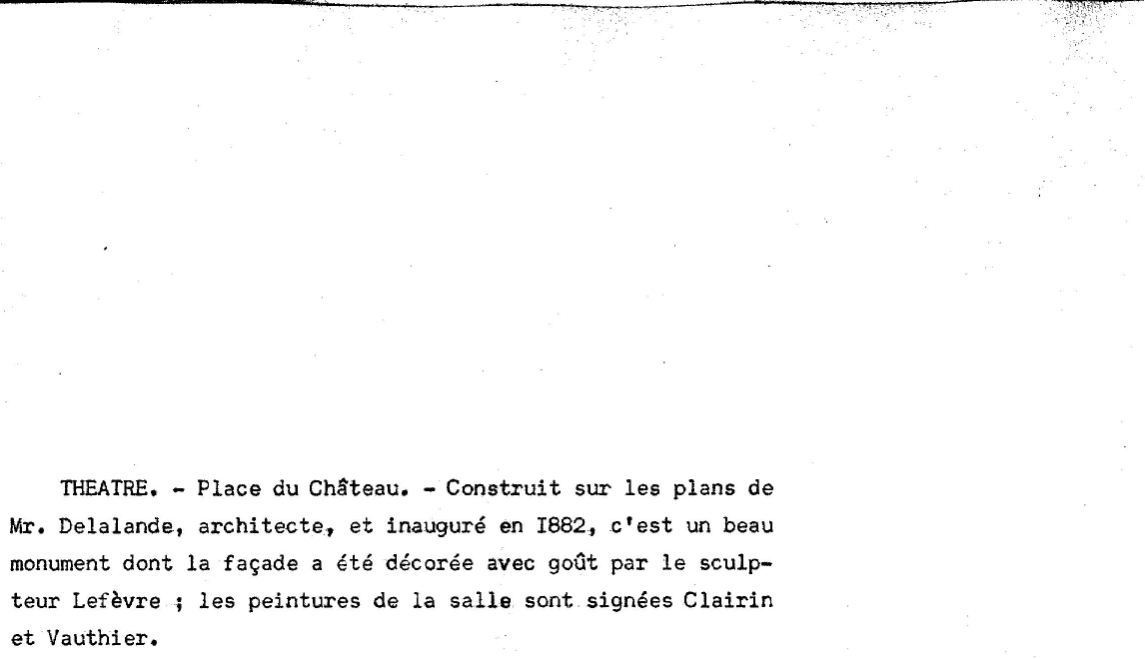 THEATRE. - Place du Château. - Construit sur les plans de
Mr. Delalande, architecte, et inauguré en I882, c'est un beau
monument dont la façade a été décorée avec goût par le sculp-
teur Lefèvre ; les peintures de la salle sont signées Clairin
et Vauthier.